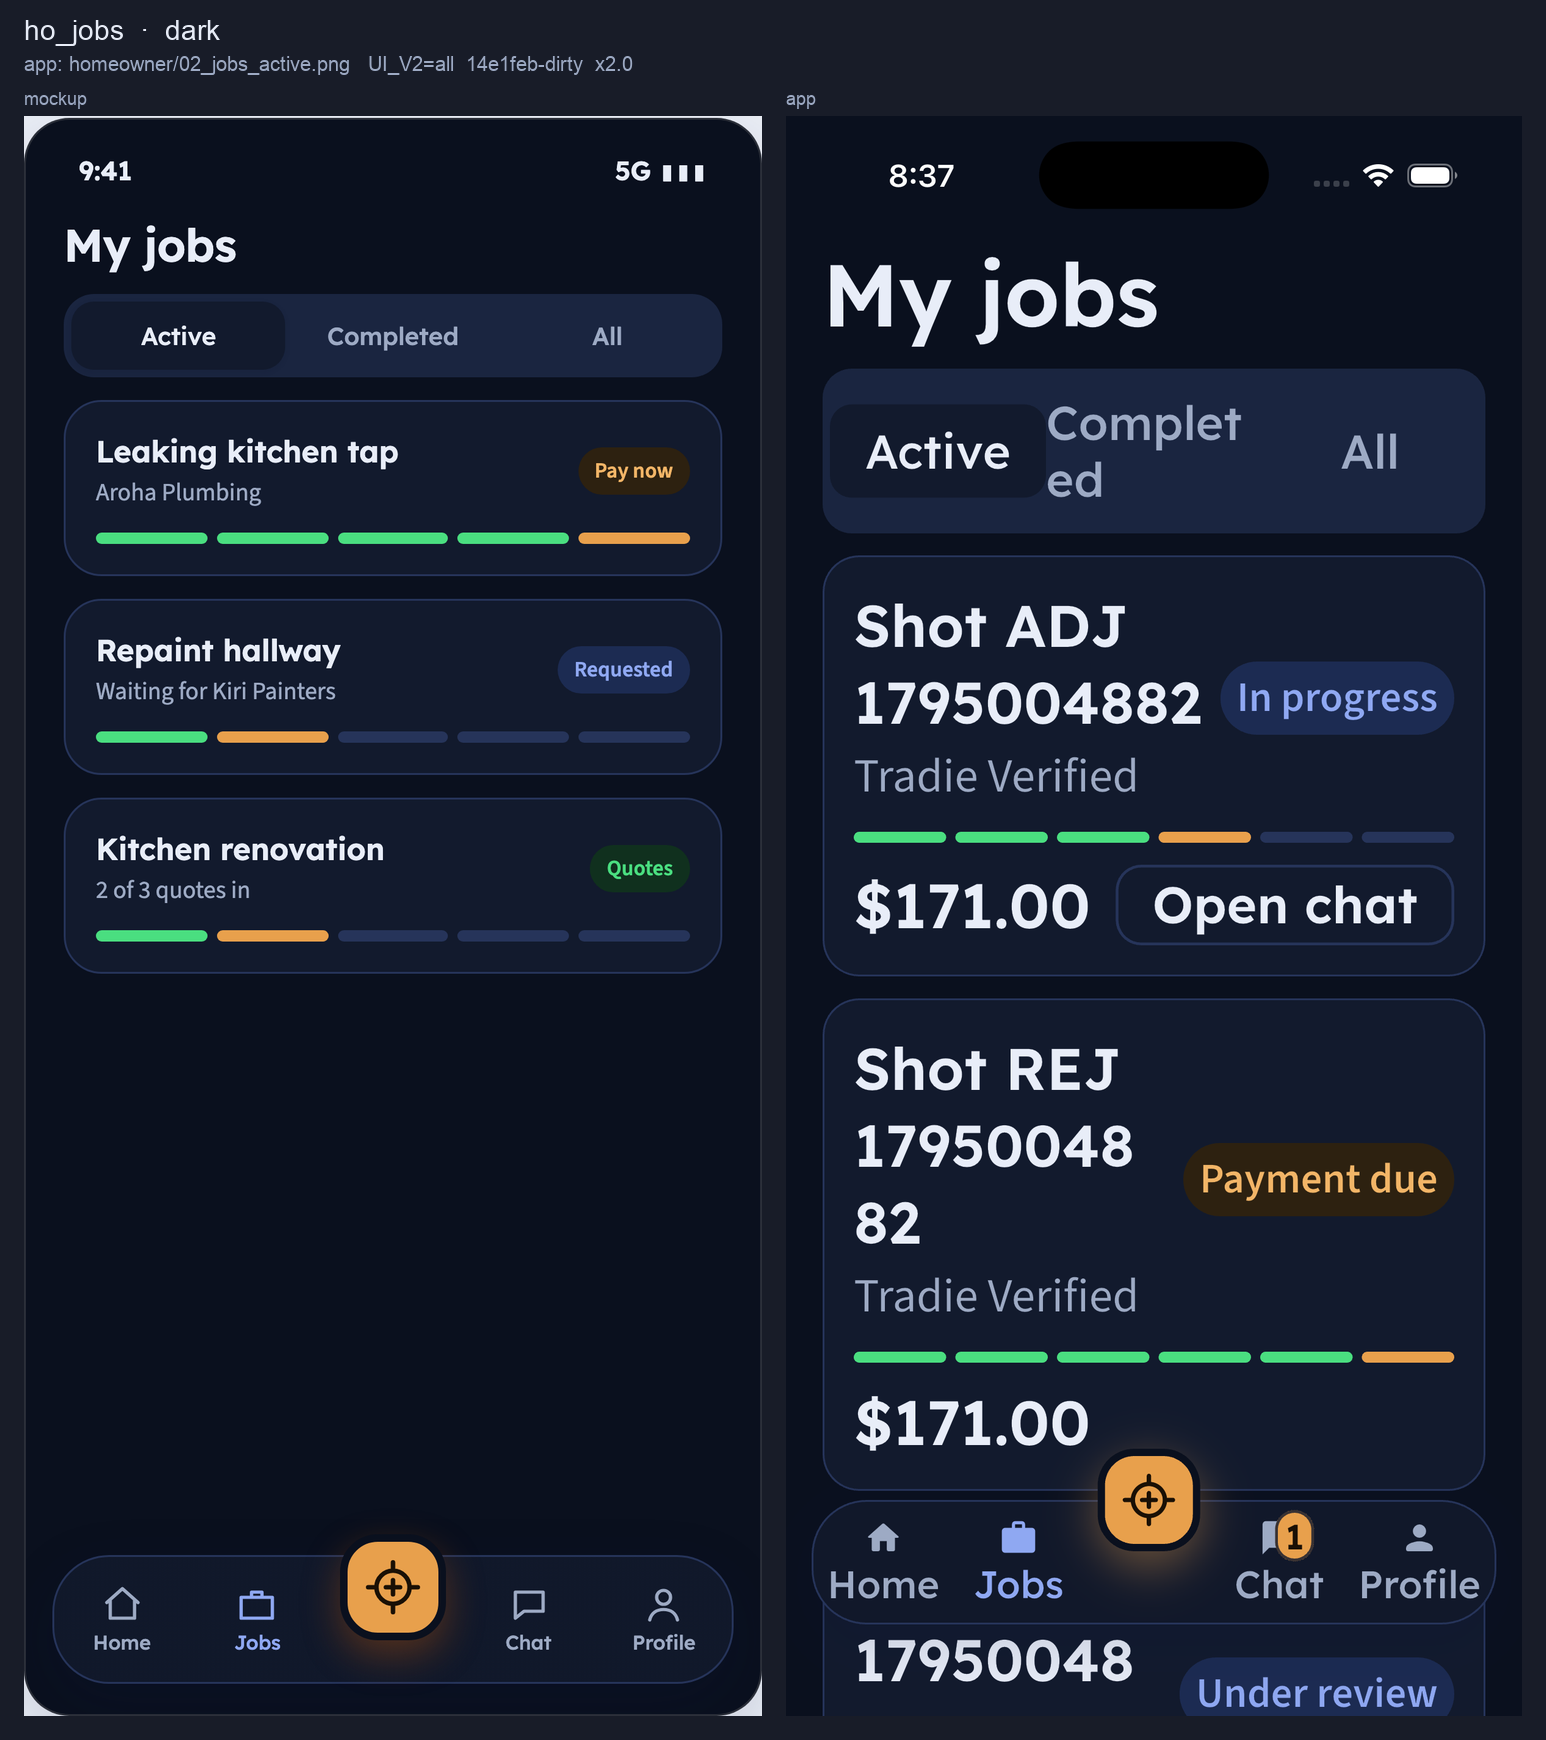 ho_jobs · dark
app: homeowner/02_jobs_active.png UI_V2=all 14e1feb-dirty x2.0
mockup
9:41
5G
My jobs
Active
Completed
All
Leaking kitchen tap
Aroha Plumbing
Pay now
Repaint hallway
Waiting for Kiri Painters
Requested
Kitchen renovation
2 of 3 quotes in
Quotes
Home
Jobs
Chat
Profile
app
8:37
My jobs
Active
Complet
ed
All
Shot ADJ
1795004882
In progress
Tradie Verified
$171.00
Open chat
Shot REJ
17950048
82
Payment due
Tradie Verified
$171.00
1
Home
Jobs
Chat
Profile
17950048
Under review